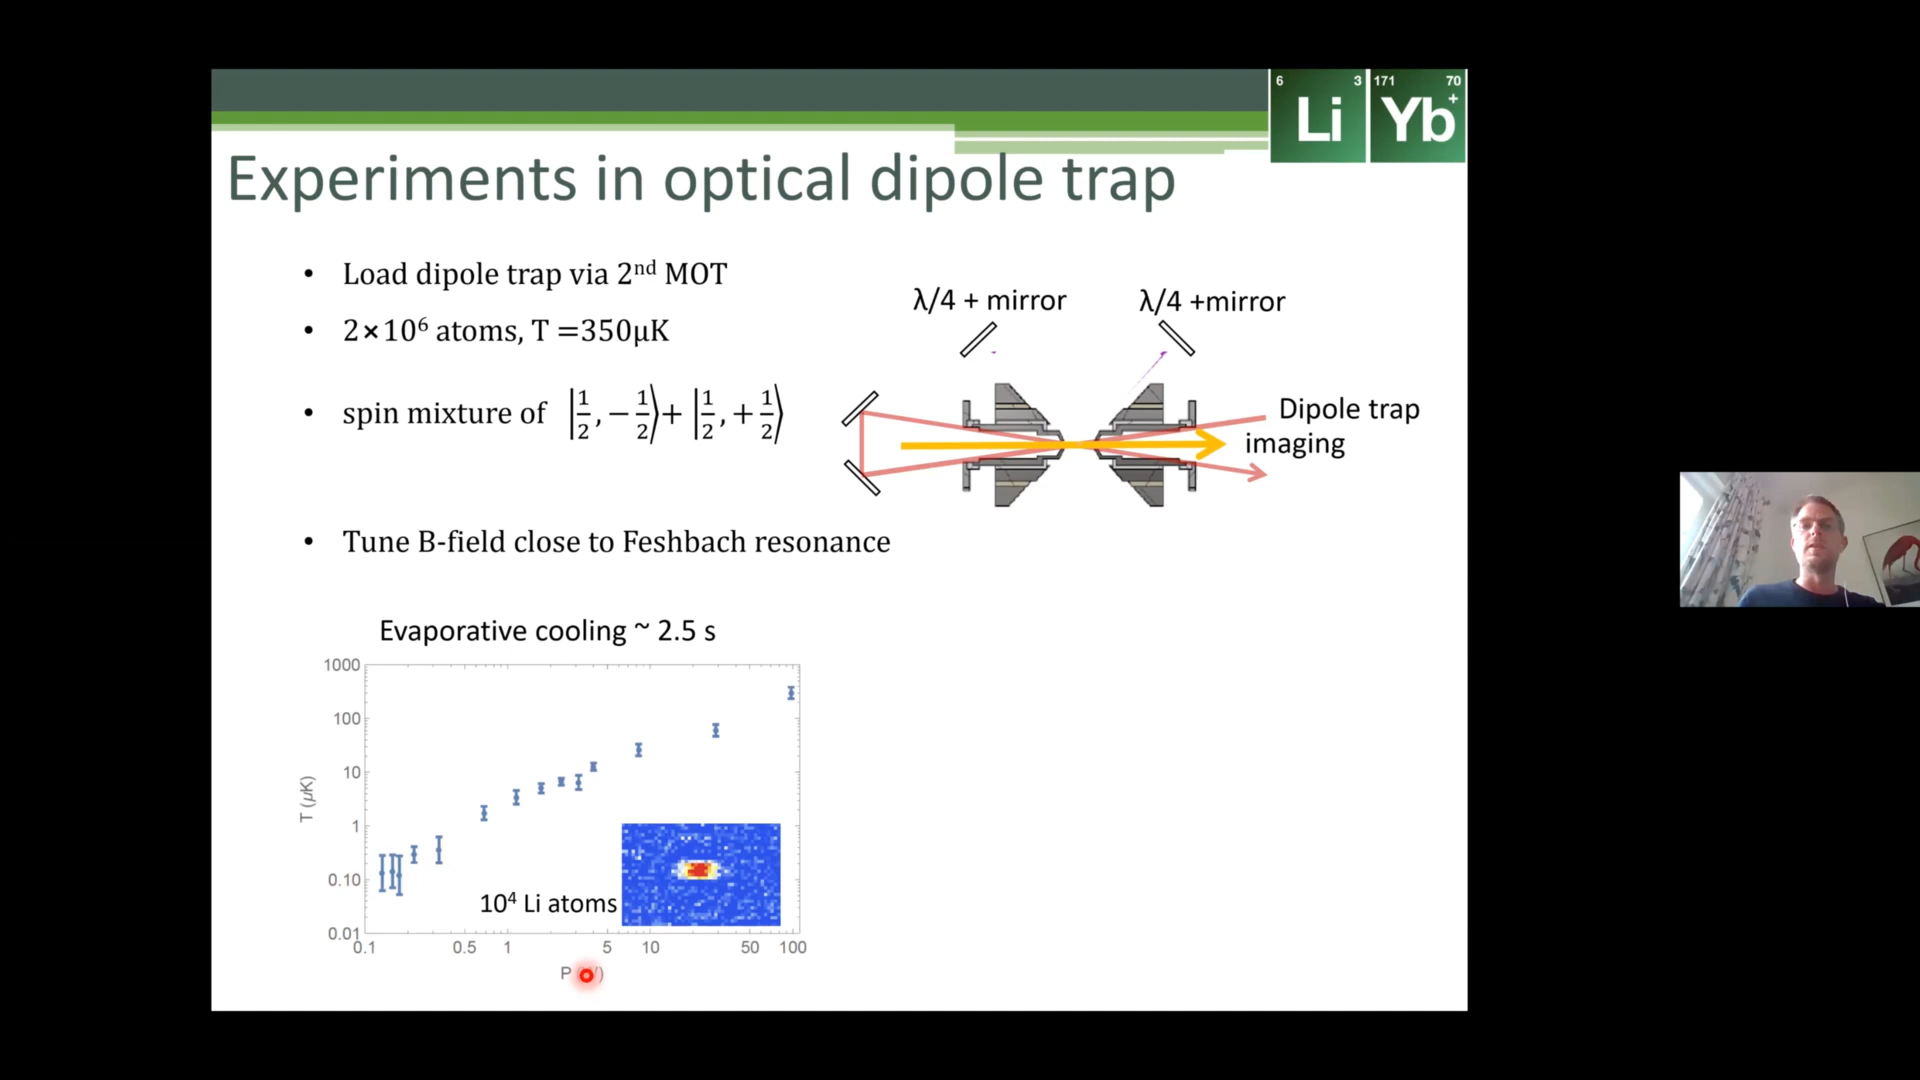 6 3 171 70
Li Yb+
Experiments in optical dipole trap
• Load dipole trap via 2nd MOT
• 2×10⁶ atoms, T =350µK
• spin mixture of |1/2, −1/2⟩+ |1/2, +1/2⟩
• Tune B-field close to Feshbach resonance
λ/4 + mirror
λ/4 +mirror
Dipole trap
imaging
Evaporative cooling ~ 2.5 s
1000
100
10
1
0.10
0.01
T (µK)
10⁴ Li atoms
0.1 0.5 1 5 10 50 100
P